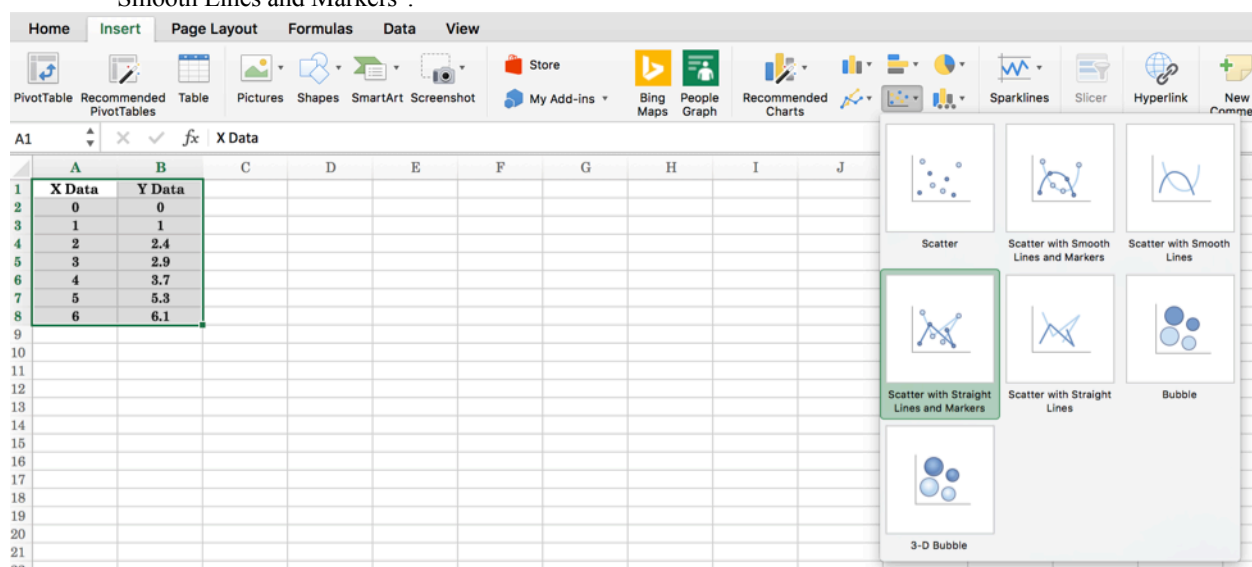 Smooth Lines and Markers".
Home Insert Page Layout Formulas Data View
PivotTable Recommended PivotTables Table Pictures Shapes SmartArt Screenshot Store My Add-ins Bing Maps People Graph Recommended Charts Sparklines Slicer Hyperlink New Comme
A1 fx X Data
A B C D E F G H I J
1 X Data Y Data
2 0 0
3 1 1
4 2 2.4
5 3 2.9
6 4 3.7
7 5 5.3
8 6 6.1
9
10
11
12
13
14
15
16
17
18
19
20
21
Scatter
Scatter with Smooth Lines and Markers
Scatter with Smooth Lines
Scatter with Straight Lines and Markers
Scatter with Straight Lines
Bubble
3-D Bubble